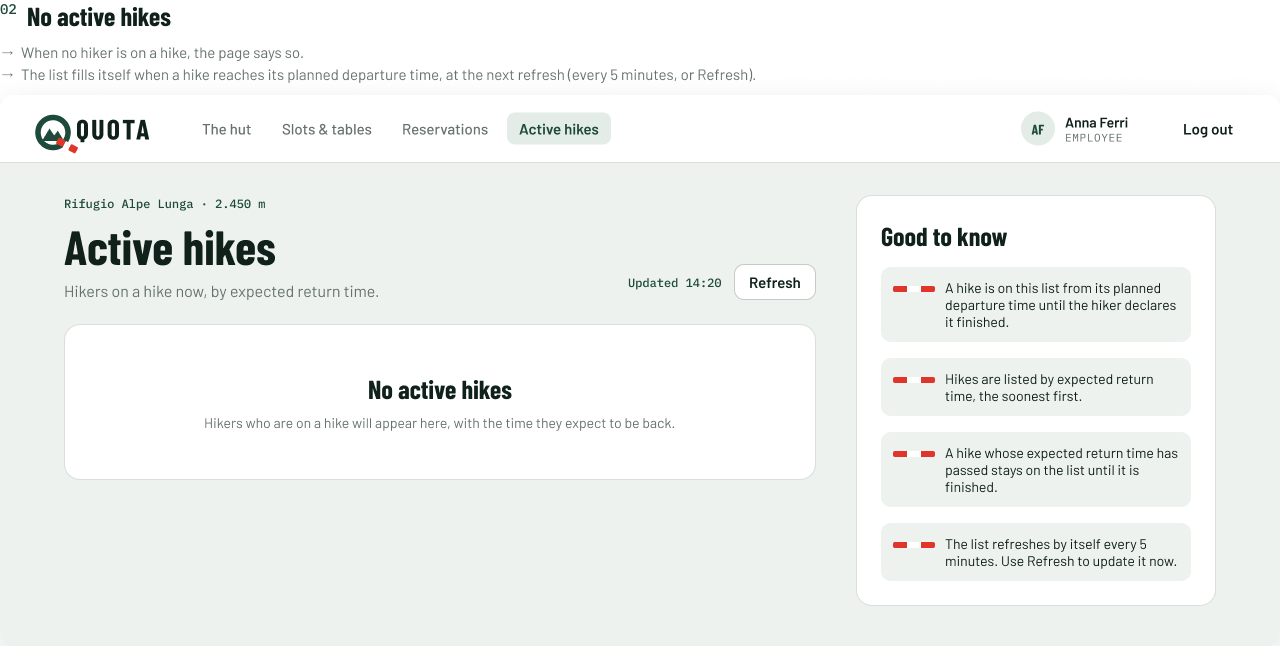 02 No active hikes
→ When no hiker is on a hike, the page says so.
→ The list fills itself when a hike reaches its planned departure time, at the next refresh (every 5 minutes, or Refresh).
QUOTA
The hut
Slots & tables
Reservations
Active hikes
AF
Anna Ferri
EMPLOYEE
Log out
Rifugio Alpe Lunga · 2.450 m
Active hikes
Hikers on a hike now, by expected return time.
Updated 14:20
Refresh
No active hikes
Hikers who are on a hike will appear here, with the time they expect to be back.
Good to know
A hike is on this list from its planned
departure time until the hiker declares
it finished.
Hikes are listed by expected return
time, the soonest first.
A hike whose expected return time has
passed stays on the list until it is
finished.
The list refreshes by itself every 5
minutes. Use Refresh to update it now.